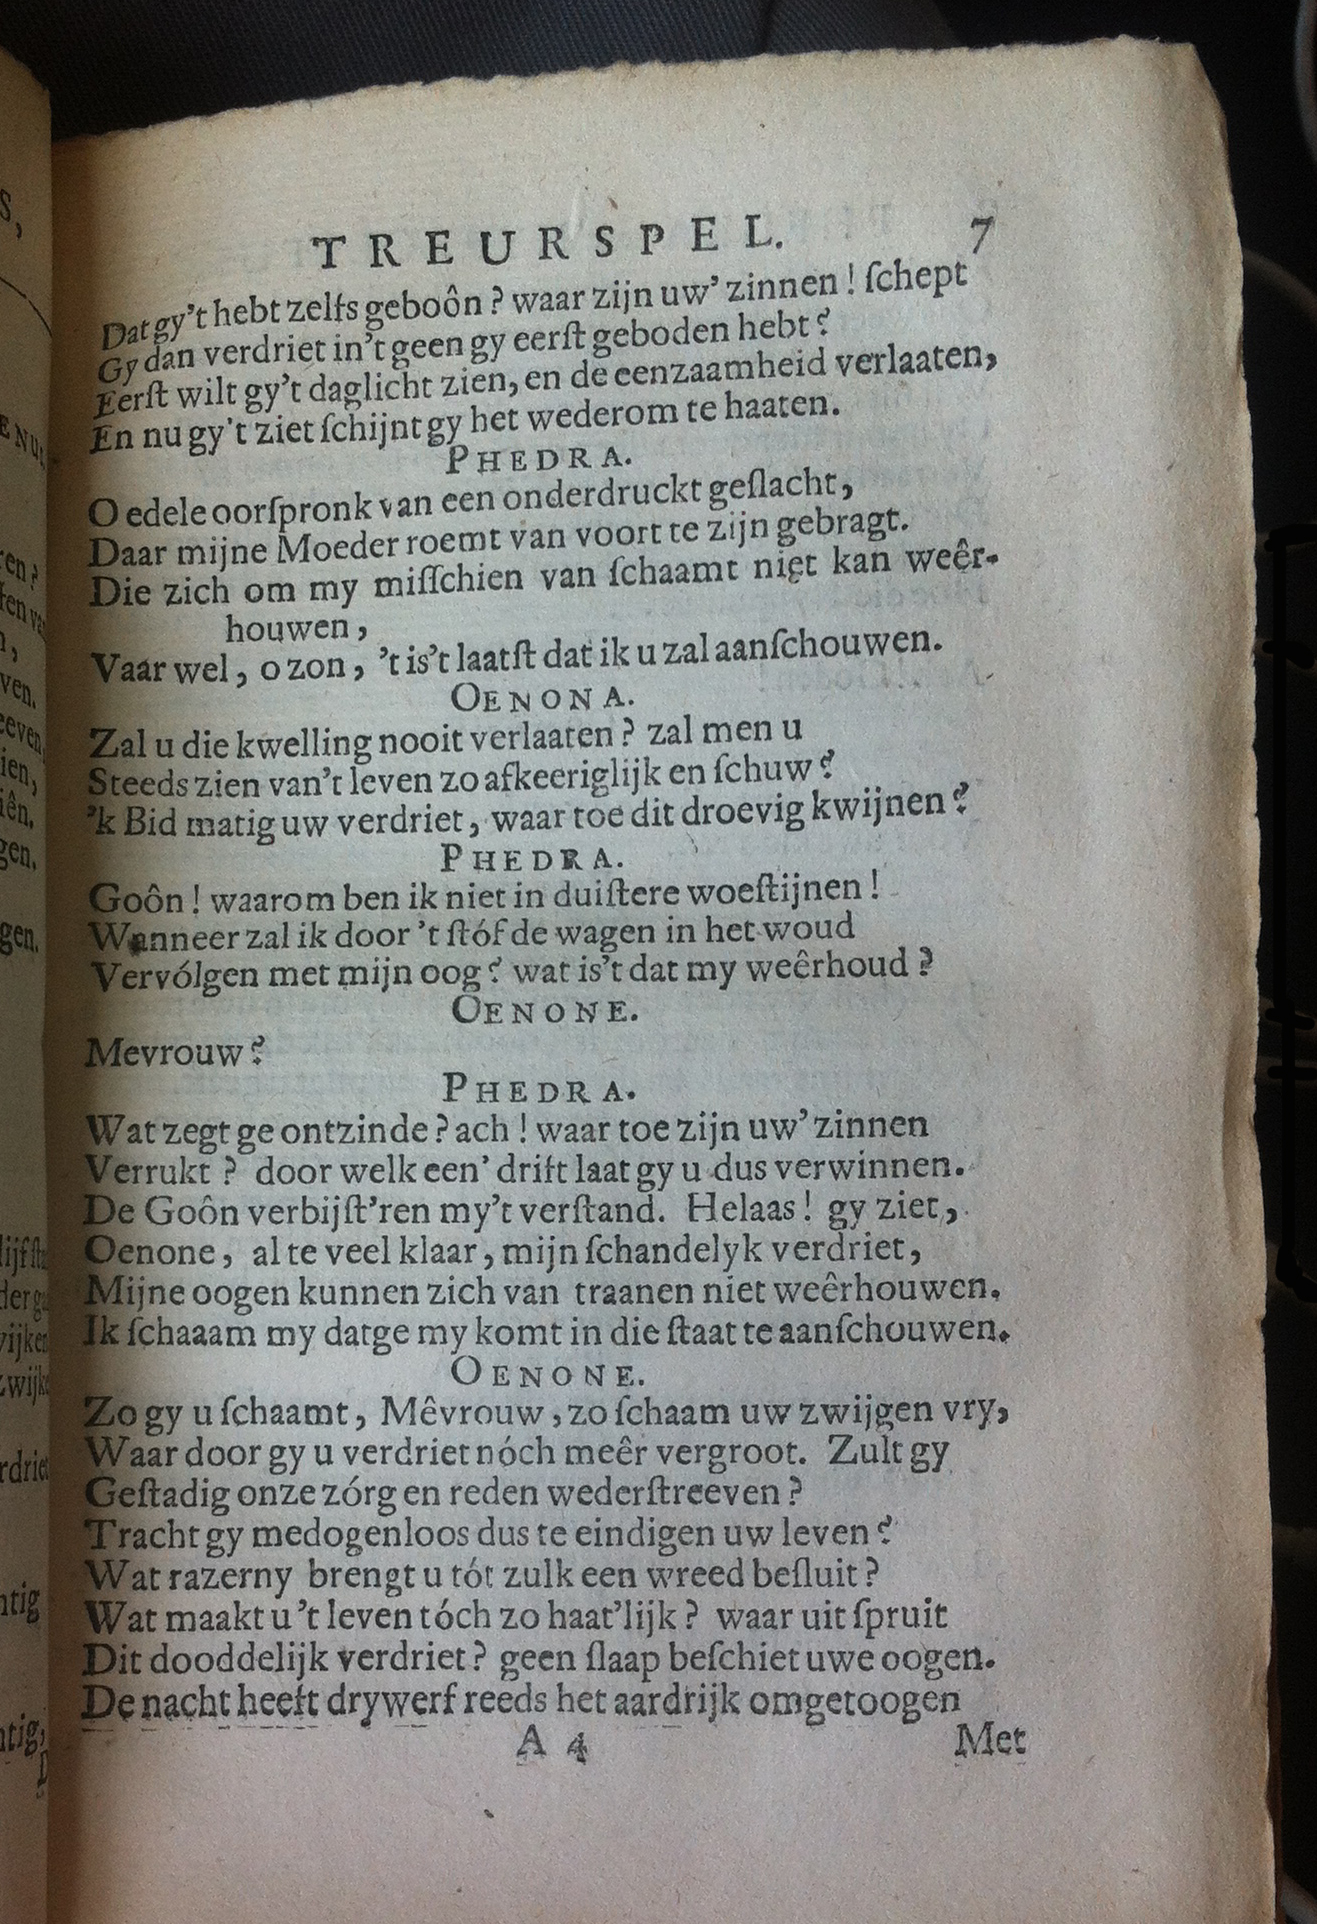 TREURSPEL. 7
Dat gy't hebt zelfs geboôn? waar zijn uw' zinnen! ſchept
Gy dan verdriet in't geen gy eerſt geboden hebt?
Eerſt wilt gy't daglicht zien, en de eenzaamheid verlaaten,
En nu gy't ziet ſchijnt gy het wederom te haaten.
PHEDRA.
O edele oorſpronk van een onderdruckt geſlacht,
Daar mijne Moeder roemt van voort te zijn gebragt.
Die zich om my miſſchien van ſchaamt niet kan weêr-
houwen,
Vaar wel, o zon, 't is't laatſt dat ik u zal aanſchouwen.
OENONA.
Zal u die kwelling nooit verlaaten? zal men u
Steeds zien van't leven zo afkeeriglijk en ſchuw?
'k Bid matig uw verdriet, waar toe dit droevig kwijnen?
PHEDRA.
Goôn! waarom ben ik niet in duiſtere woeſtijnen!
Wanneer zal ik door 't ſtóf de wagen in het woud
Vervólgen met mijn oog? wat is't dat my weêrhoud?
OENONE.
Mevrouw?
PHEDRA.
Wat zegt ge ontzinde? ach! waar toe zijn uw' zinnen
Verrukt? door welk een' drift laat gy u dus verwinnen.
De Goôn verbijſt'ren my't verſtand. Helaas! gy ziet,
Oenone, al te veel klaar, mijn ſchandelyk verdriet,
Mijne oogen kunnen zich van traanen niet weêrhouwen.
Ik ſchaaam my datge my komt in die ſtaat te aanſchouwen.
OENONE.
Zo gy u ſchaamt, Mêvrouw, zo ſchaam uw zwijgen vry,
Waar door gy u verdriet nóch meêr vergroot. Zult gy
Geſtadig onze zórg en reden wederſtreeven?
Tracht gy medogenloos dus te eindigen uw leven?
Wat razerny brengt u tót zulk een wreed beſluit?
Wat maakt u 't leven tóch zo haat'lijk? waar uit ſpruit
Dit dooddelijk verdriet? geen ſlaap beſchiet uwe oogen.
De nacht heeft drywerf reeds het aardrijk omgetoogen
A 4 Met